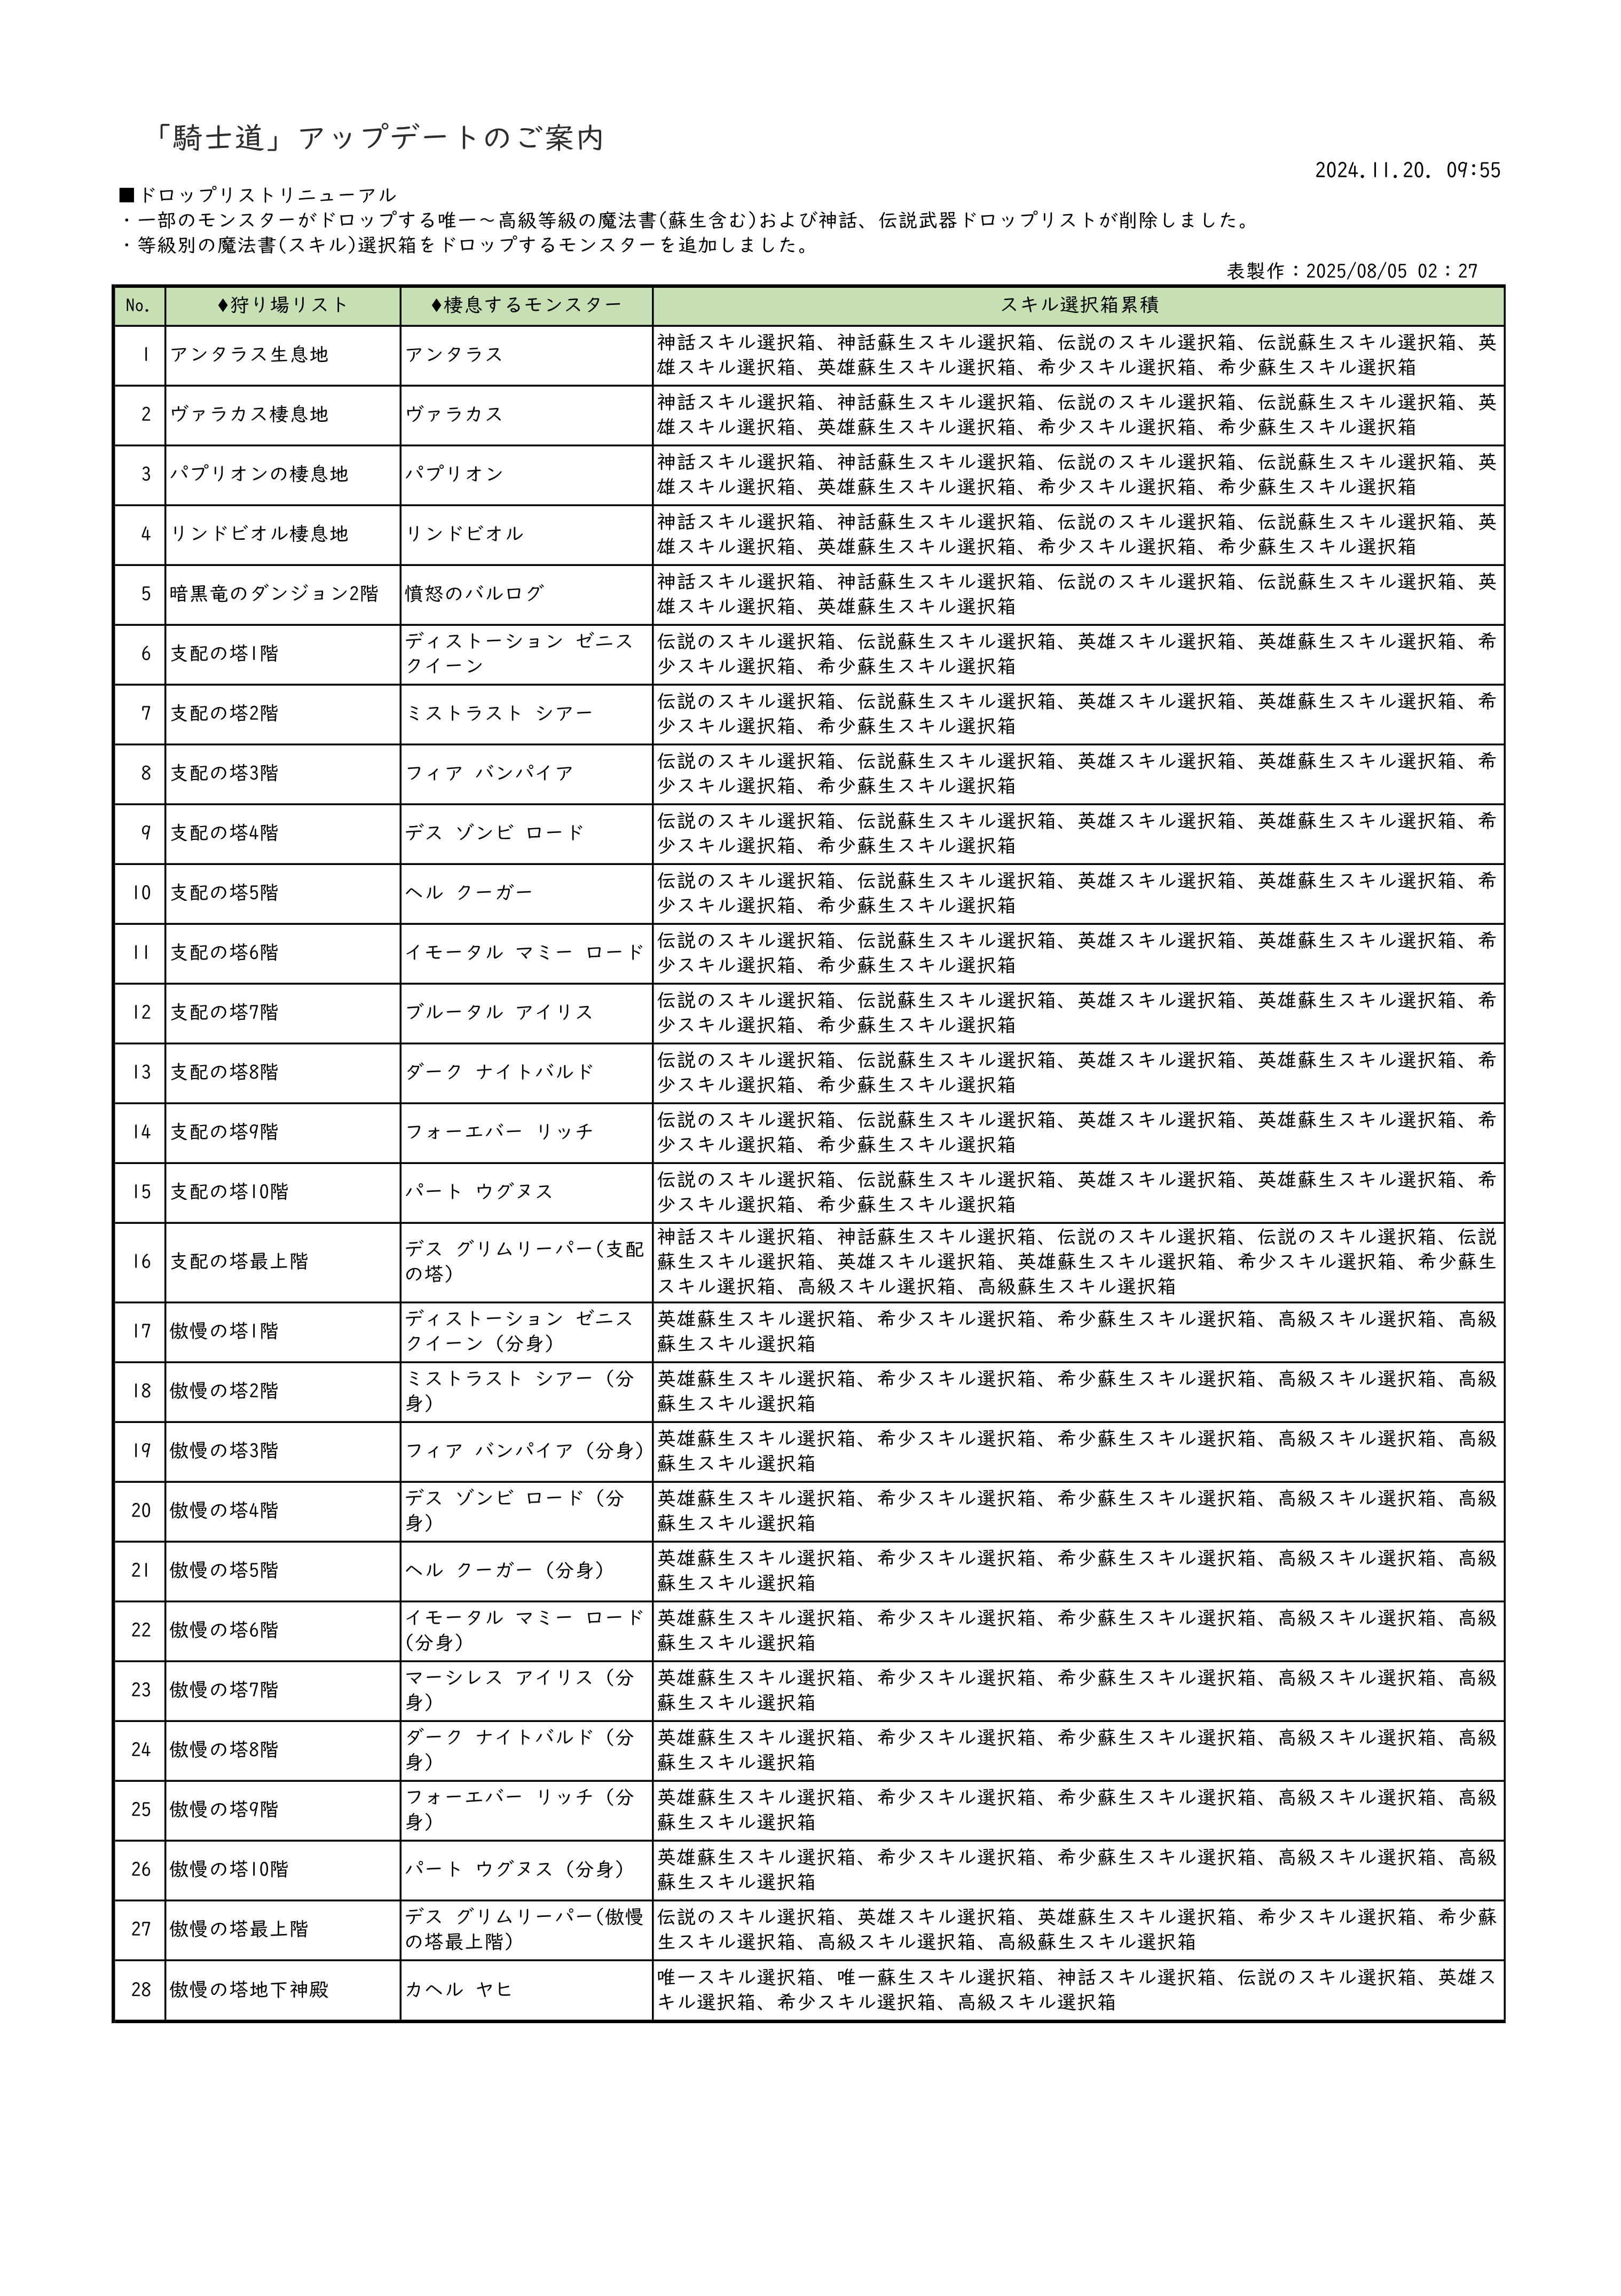 「騎士道」アップデートのご案内
2024.11.20. 09:55
■ドロップリストリニューアル
・一部のモンスターがドロップする唯一～高級等級の魔法書(蘇生含む)および神話、伝説武器ドロップリストが削除しました。
・等級別の魔法書(スキル)選択箱をドロップするモンスターを追加しました。
表製作：2025/08/05 02：27
No. ♦狩り場リスト ♦棲息するモンスター スキル選択箱累積
1 アンタラス生息地 アンタラス 神話スキル選択箱、神話蘇生スキル選択箱、伝説のスキル選択箱、伝説蘇生スキル選択箱、英
雄スキル選択箱、英雄蘇生スキル選択箱、希少スキル選択箱、希少蘇生スキル選択箱
2 ヴァラカス棲息地 ヴァラカス 神話スキル選択箱、神話蘇生スキル選択箱、伝説のスキル選択箱、伝説蘇生スキル選択箱、英
雄スキル選択箱、英雄蘇生スキル選択箱、希少スキル選択箱、希少蘇生スキル選択箱
3 パプリオンの棲息地 パプリオン 神話スキル選択箱、神話蘇生スキル選択箱、伝説のスキル選択箱、伝説蘇生スキル選択箱、英
雄スキル選択箱、英雄蘇生スキル選択箱、希少スキル選択箱、希少蘇生スキル選択箱
4 リンドビオル棲息地 リンドビオル 神話スキル選択箱、神話蘇生スキル選択箱、伝説のスキル選択箱、伝説蘇生スキル選択箱、英
雄スキル選択箱、英雄蘇生スキル選択箱、希少スキル選択箱、希少蘇生スキル選択箱
5 暗黒竜のダンジョン2階 憤怒のバルログ 神話スキル選択箱、神話蘇生スキル選択箱、伝説のスキル選択箱、伝説蘇生スキル選択箱、英
雄スキル選択箱、英雄蘇生スキル選択箱
6 支配の塔1階 ディストーション ゼニス 伝説のスキル選択箱、伝説蘇生スキル選択箱、英雄スキル選択箱、英雄蘇生スキル選択箱、希
クイーン 少スキル選択箱、希少蘇生スキル選択箱
7 支配の塔2階 ミストラスト シアー 伝説のスキル選択箱、伝説蘇生スキル選択箱、英雄スキル選択箱、英雄蘇生スキル選択箱、希
少スキル選択箱、希少蘇生スキル選択箱
8 支配の塔3階 フィア バンパイア 伝説のスキル選択箱、伝説蘇生スキル選択箱、英雄スキル選択箱、英雄蘇生スキル選択箱、希
少スキル選択箱、希少蘇生スキル選択箱
9 支配の塔4階 デス ゾンビ ロード 伝説のスキル選択箱、伝説蘇生スキル選択箱、英雄スキル選択箱、英雄蘇生スキル選択箱、希
少スキル選択箱、希少蘇生スキル選択箱
10 支配の塔5階 ヘル クーガー 伝説のスキル選択箱、伝説蘇生スキル選択箱、英雄スキル選択箱、英雄蘇生スキル選択箱、希
少スキル選択箱、希少蘇生スキル選択箱
11 支配の塔6階 イモータル マミー ロード 伝説のスキル選択箱、伝説蘇生スキル選択箱、英雄スキル選択箱、英雄蘇生スキル選択箱、希
少スキル選択箱、希少蘇生スキル選択箱
12 支配の塔7階 ブルータル アイリス 伝説のスキル選択箱、伝説蘇生スキル選択箱、英雄スキル選択箱、英雄蘇生スキル選択箱、希
少スキル選択箱、希少蘇生スキル選択箱
13 支配の塔8階 ダーク ナイトバルド 伝説のスキル選択箱、伝説蘇生スキル選択箱、英雄スキル選択箱、英雄蘇生スキル選択箱、希
少スキル選択箱、希少蘇生スキル選択箱
14 支配の塔9階 フォーエバー リッチ 伝説のスキル選択箱、伝説蘇生スキル選択箱、英雄スキル選択箱、英雄蘇生スキル選択箱、希
少スキル選択箱、希少蘇生スキル選択箱
15 支配の塔10階 パート ウグヌス 伝説のスキル選択箱、伝説蘇生スキル選択箱、英雄スキル選択箱、英雄蘇生スキル選択箱、希
少スキル選択箱、希少蘇生スキル選択箱
16 支配の塔最上階 デス グリムリーパー(支配 神話スキル選択箱、神話蘇生スキル選択箱、伝説のスキル選択箱、伝説のスキル選択箱、伝説
の塔) 蘇生スキル選択箱、英雄スキル選択箱、英雄蘇生スキル選択箱、希少スキル選択箱、希少蘇生
スキル選択箱、高級スキル選択箱、高級蘇生スキル選択箱
17 傲慢の塔1階 ディストーション ゼニス 英雄蘇生スキル選択箱、希少スキル選択箱、希少蘇生スキル選択箱、高級スキル選択箱、高級
クイーン（分身） 蘇生スキル選択箱
18 傲慢の塔2階 ミストラスト シアー（分 英雄蘇生スキル選択箱、希少スキル選択箱、希少蘇生スキル選択箱、高級スキル選択箱、高級
身） 蘇生スキル選択箱
19 傲慢の塔3階 フィア バンパイア（分身） 英雄蘇生スキル選択箱、希少スキル選択箱、希少蘇生スキル選択箱、高級スキル選択箱、高級
蘇生スキル選択箱
20 傲慢の塔4階 デス ゾンビ ロード（分 英雄蘇生スキル選択箱、希少スキル選択箱、希少蘇生スキル選択箱、高級スキル選択箱、高級
身） 蘇生スキル選択箱
21 傲慢の塔5階 ヘル クーガー（分身） 英雄蘇生スキル選択箱、希少スキル選択箱、希少蘇生スキル選択箱、高級スキル選択箱、高級
蘇生スキル選択箱
22 傲慢の塔6階 イモータル マミー ロード 英雄蘇生スキル選択箱、希少スキル選択箱、希少蘇生スキル選択箱、高級スキル選択箱、高級
（分身） 蘇生スキル選択箱
23 傲慢の塔7階 マーシレス アイリス（分 英雄蘇生スキル選択箱、希少スキル選択箱、希少蘇生スキル選択箱、高級スキル選択箱、高級
身） 蘇生スキル選択箱
24 傲慢の塔8階 ダーク ナイトバルド（分 英雄蘇生スキル選択箱、希少スキル選択箱、希少蘇生スキル選択箱、高級スキル選択箱、高級
身） 蘇生スキル選択箱
25 傲慢の塔9階 フォーエバー リッチ（分 英雄蘇生スキル選択箱、希少スキル選択箱、希少蘇生スキル選択箱、高級スキル選択箱、高級
身） 蘇生スキル選択箱
26 傲慢の塔10階 パート ウグヌス（分身） 英雄蘇生スキル選択箱、希少スキル選択箱、希少蘇生スキル選択箱、高級スキル選択箱、高級
蘇生スキル選択箱
27 傲慢の塔最上階 デス グリムリーパー(傲慢 伝説のスキル選択箱、英雄スキル選択箱、英雄蘇生スキル選択箱、希少スキル選択箱、希少蘇
の塔最上階) 生スキル選択箱、高級スキル選択箱、高級蘇生スキル選択箱
28 傲慢の塔地下神殿 カヘル ヤヒ 唯一スキル選択箱、唯一蘇生スキル選択箱、神話スキル選択箱、伝説のスキル選択箱、英雄ス
キル選択箱、希少スキル選択箱、高級スキル選択箱